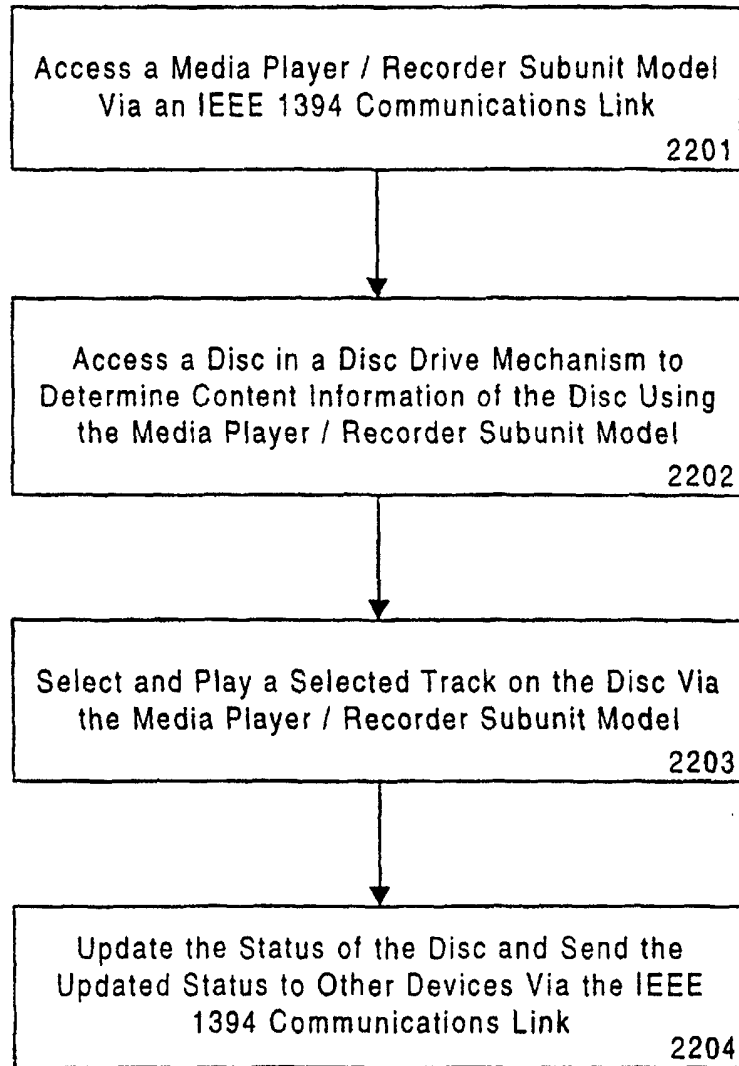 Access a Media Player / Recorder Subunit Model
Via an IEEE 1394 Communications Link
2201
Access a Disc in a Disc Drive Mechanism to
Determine Content Information of the Disc Using
the Media Player / Recorder Subunit Model
2202
Select and Play a Selected Track on the Disc Via
the Media Player / Recorder Subunit Model
2203
Update the Status of the Disc and Send the
Updated Status to Other Devices Via the IEEE
1394 Communications Link
2204